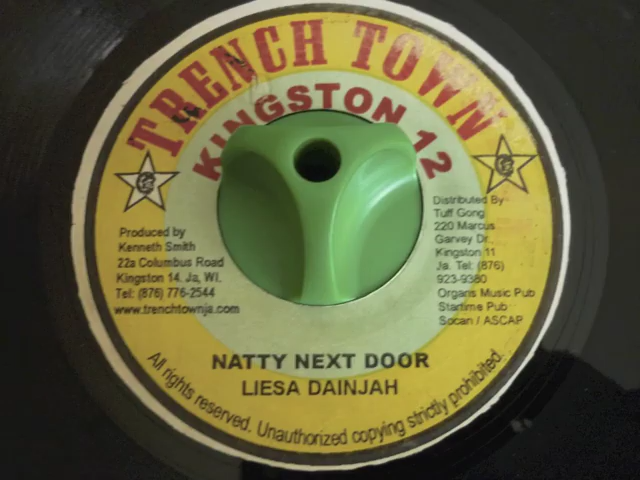 TRENCH TOWN
KINGSTON 12
Produced by
Kenneth Smith
22a Columbus Road
Kingston 14. Ja, WI.
Tel: (876) 776-2544
www.trenchtownja.com
Distributed By
Tuff Gong
220 Marcus
Garvey Dr.
Kingston 11
Ja. Tel: (876)
923-9380
Organs Music Pub
Startime Pub
Socan / ASCAP
NATTY NEXT DOOR
LIESA DAINJAH
All rights reserved. Unauthorized copying strictly prohibited.